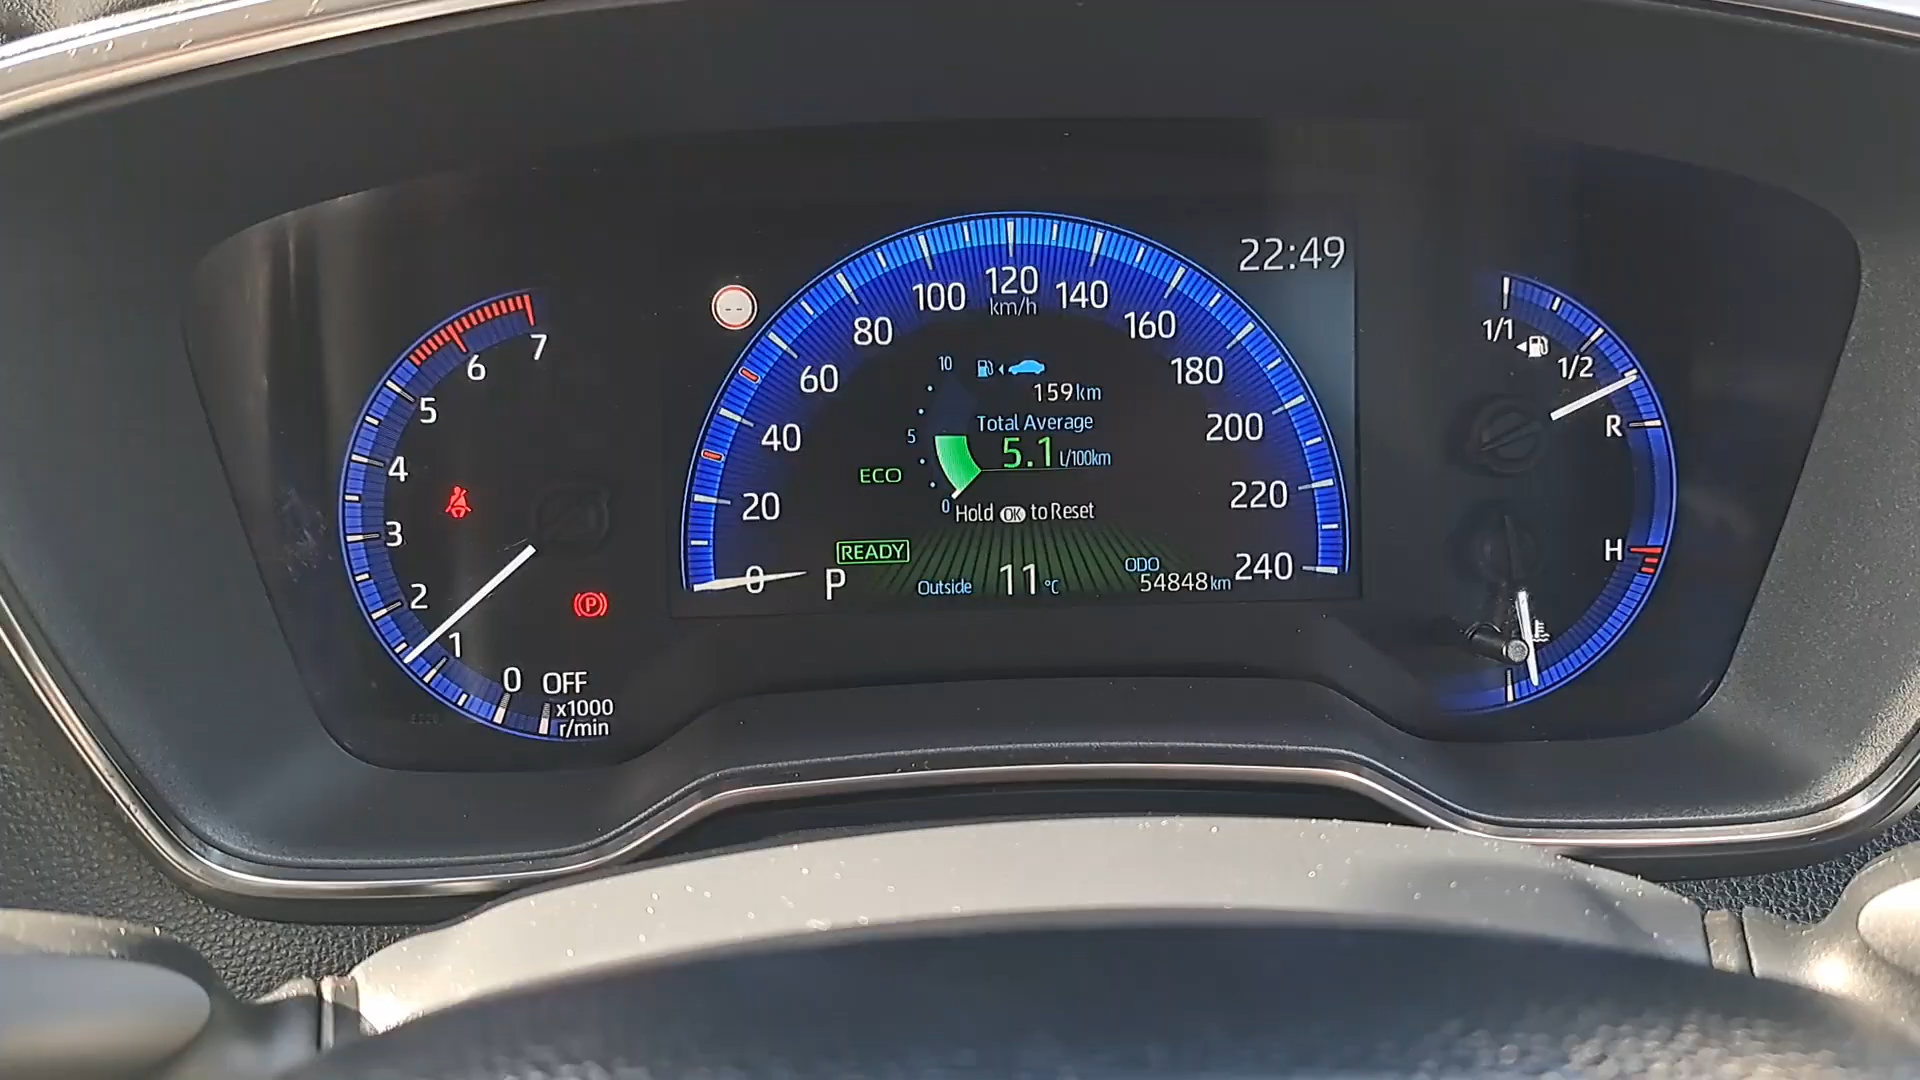 22:49
--
0
20
40
60
80
100
120
140
160
180
200
220
240
km/h
10
5
0
159km
Total Average
5.1 l/100km
Hold OK to Reset
ECO
READY
P
Outside 11°C
ODO
54848km
7
6
5
4
3
2
1
0
OFF
x1000
r/min
P
1/1
1/2
R
H